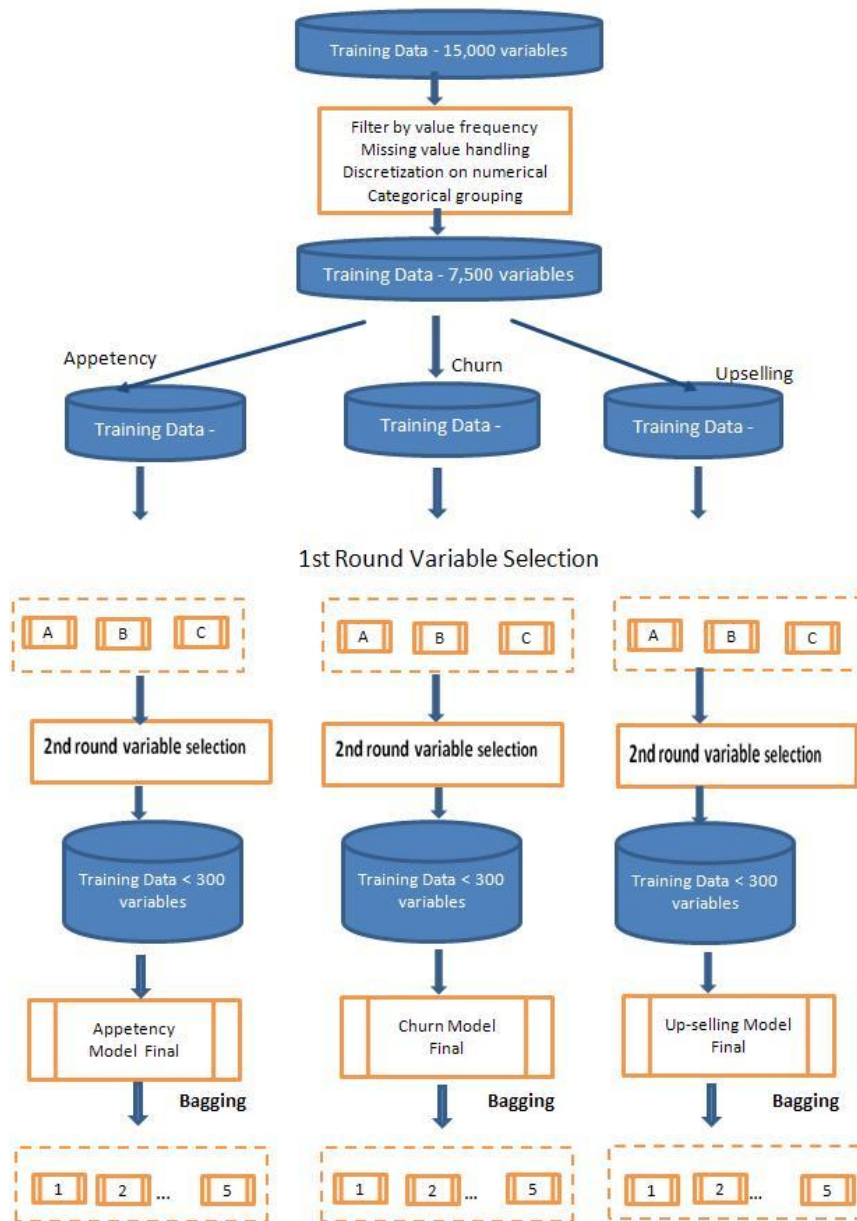 Training Data - 15,000 variables
Filter by value frequency
Missing value handling
Discretization on numerical
Categorical grouping
Training Data - 7,500 variables
Appetency
Churn
Upselling
Training Data -
Training Data -
Training Data -
1st Round Variable Selection
A B C
A B C
A B C
2nd round variable selection
2nd round variable selection
2nd round variable selection
Training Data < 300
variables
Training Data < 300
variables
Training Data < 300
variables
Appetency
Model Final
Churn Model
Final
Up-selling Model
Final
Bagging
Bagging
Bagging
1 2 ... 5
1 2 ... 5
1 2 ... 5